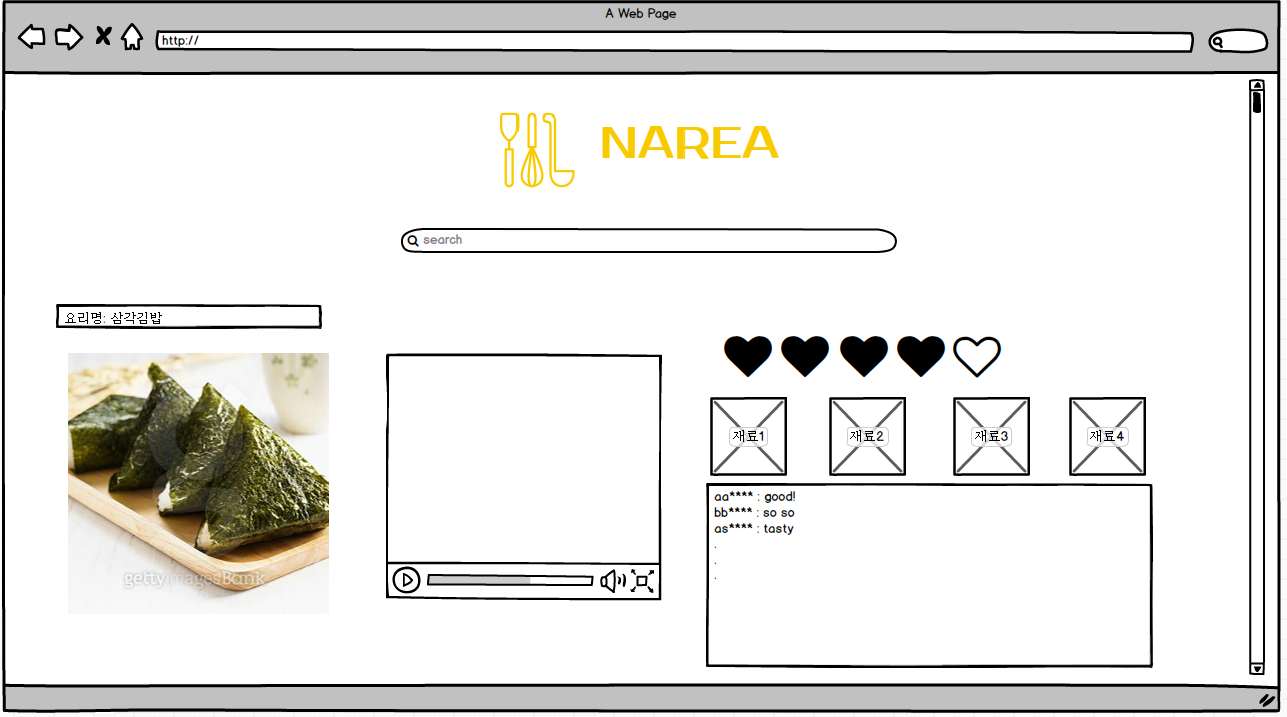 A Web Page
http://
NAREA
search
요리명: 삼각김밥
재료1
재료2
재료3
재료4
aa**** : good!
bb**** : so so
as**** : tasty
.
.
.
gettyimagesBank